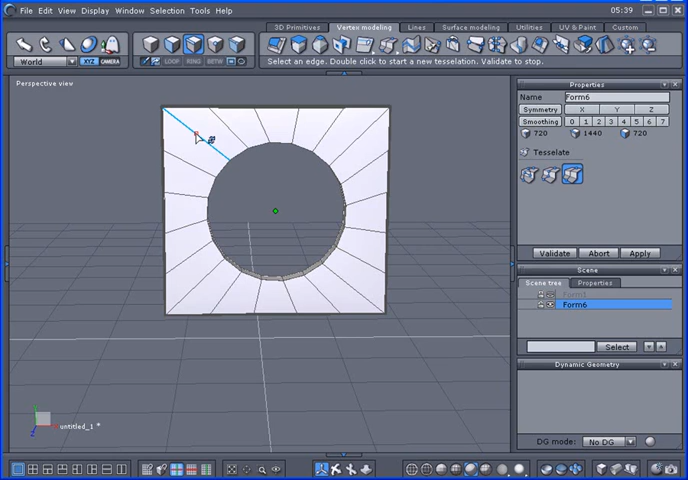 File Edit View Display Window Selection Tools Help
05:39
3D Primitives Vertex modeling Lines Surface modeling Utilities UV & Paint Custom
World XYZ CAMERA
LOOP RING BETW
Select an edge. Double click to start a new tesselation. Validate to stop.
Perspective view
Properties
Name Form6
Symmetry X Y Z
Smoothing 0 1 2 3 4 5 6 7
720 1440 720
Tesselate
Validate Abort Apply
Scene
Scene tree Properties
Form1
Form6
Select
Dynamic Geometry
untitled_1 *
DG mode: No DG